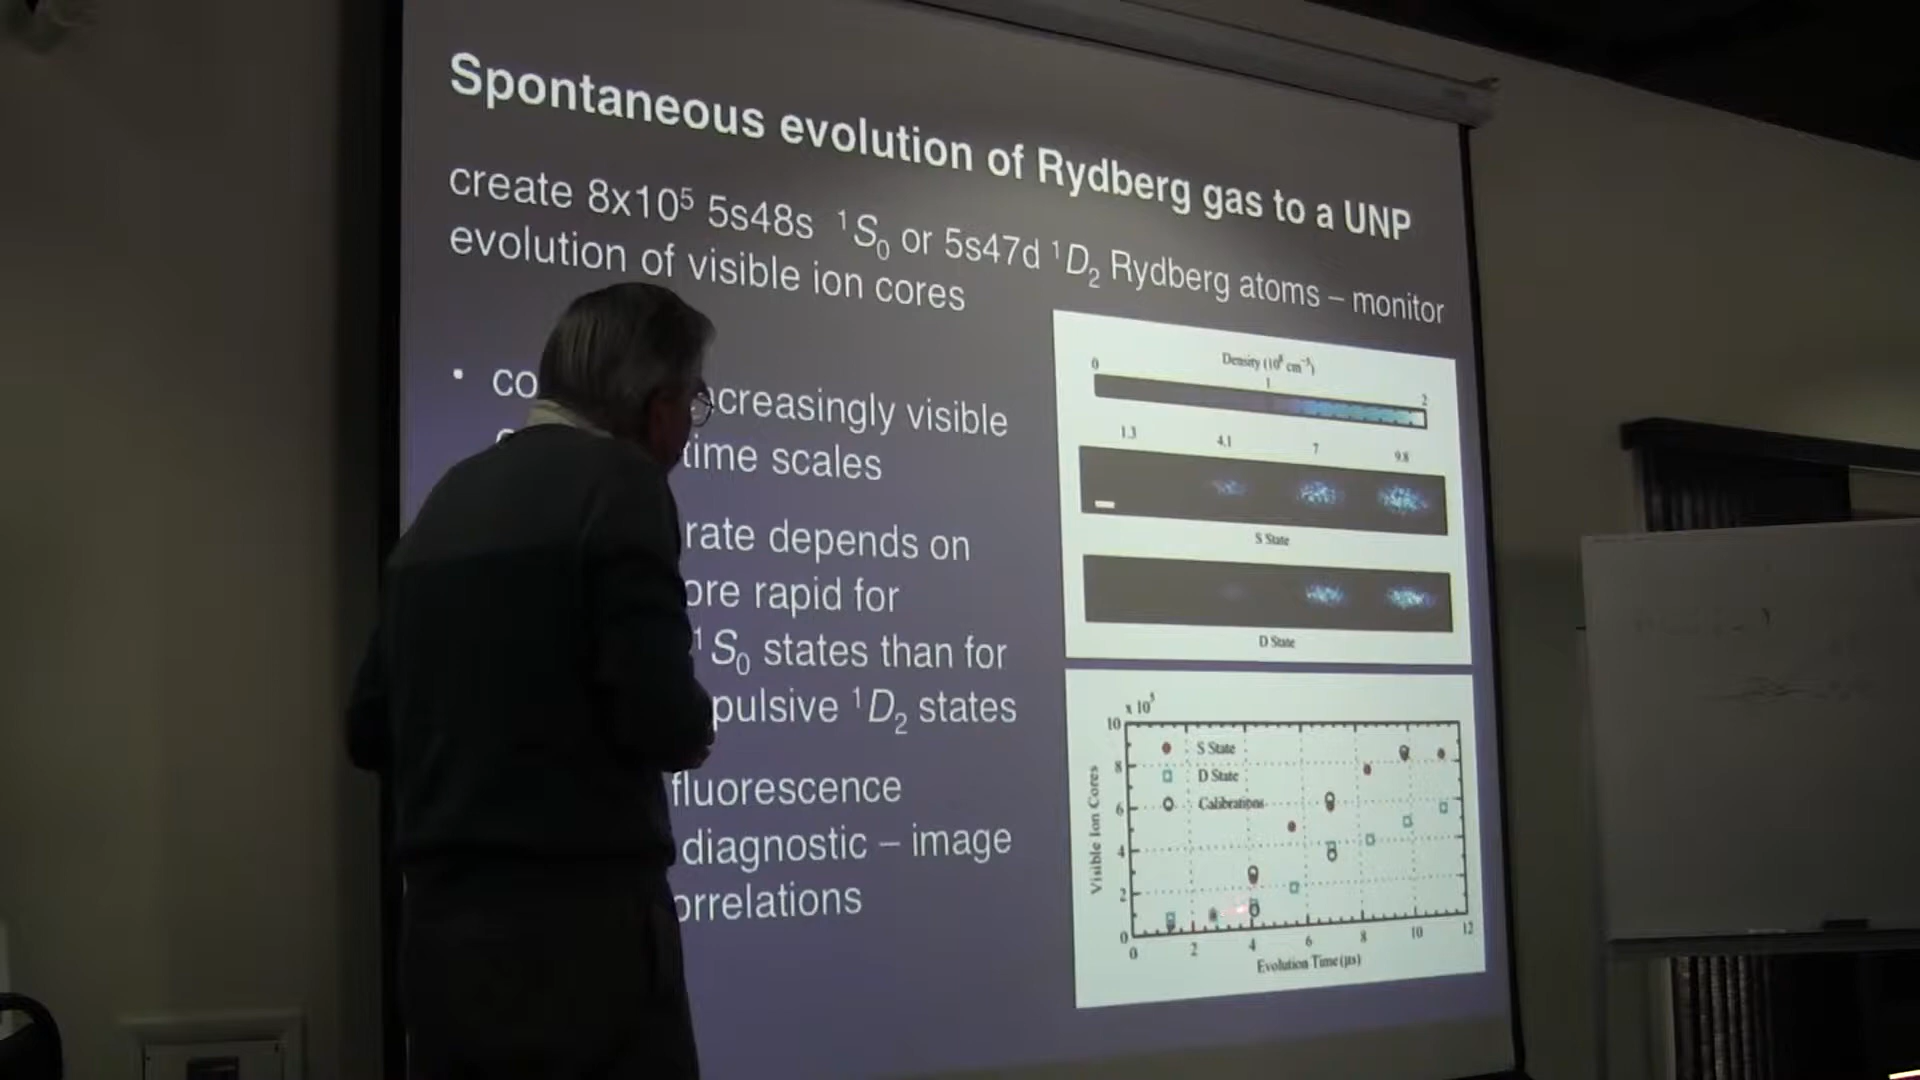 Spontaneous evolution of Rydberg gas to a UNP
create 8x10⁵ 5s48s ¹S₀ or 5s47d ¹D₂ Rydberg atoms – monitor
evolution of visible ion cores
• co creasingly visible
time scales
rate depends on
ore rapid for
¹S₀ states than for
pulsive ¹D₂ states
fluorescence
diagnostic – image
orrelations
Density (10⁸ cm⁻³)
0 1 2
1.3 4.1 7 9.8
S State
D State
x 10⁵
10
8
6
4
2
0
Visible Ion Cores
S State
D State
Calibrations
0 2 4 6 8 10 12
Evolution Time (µs)